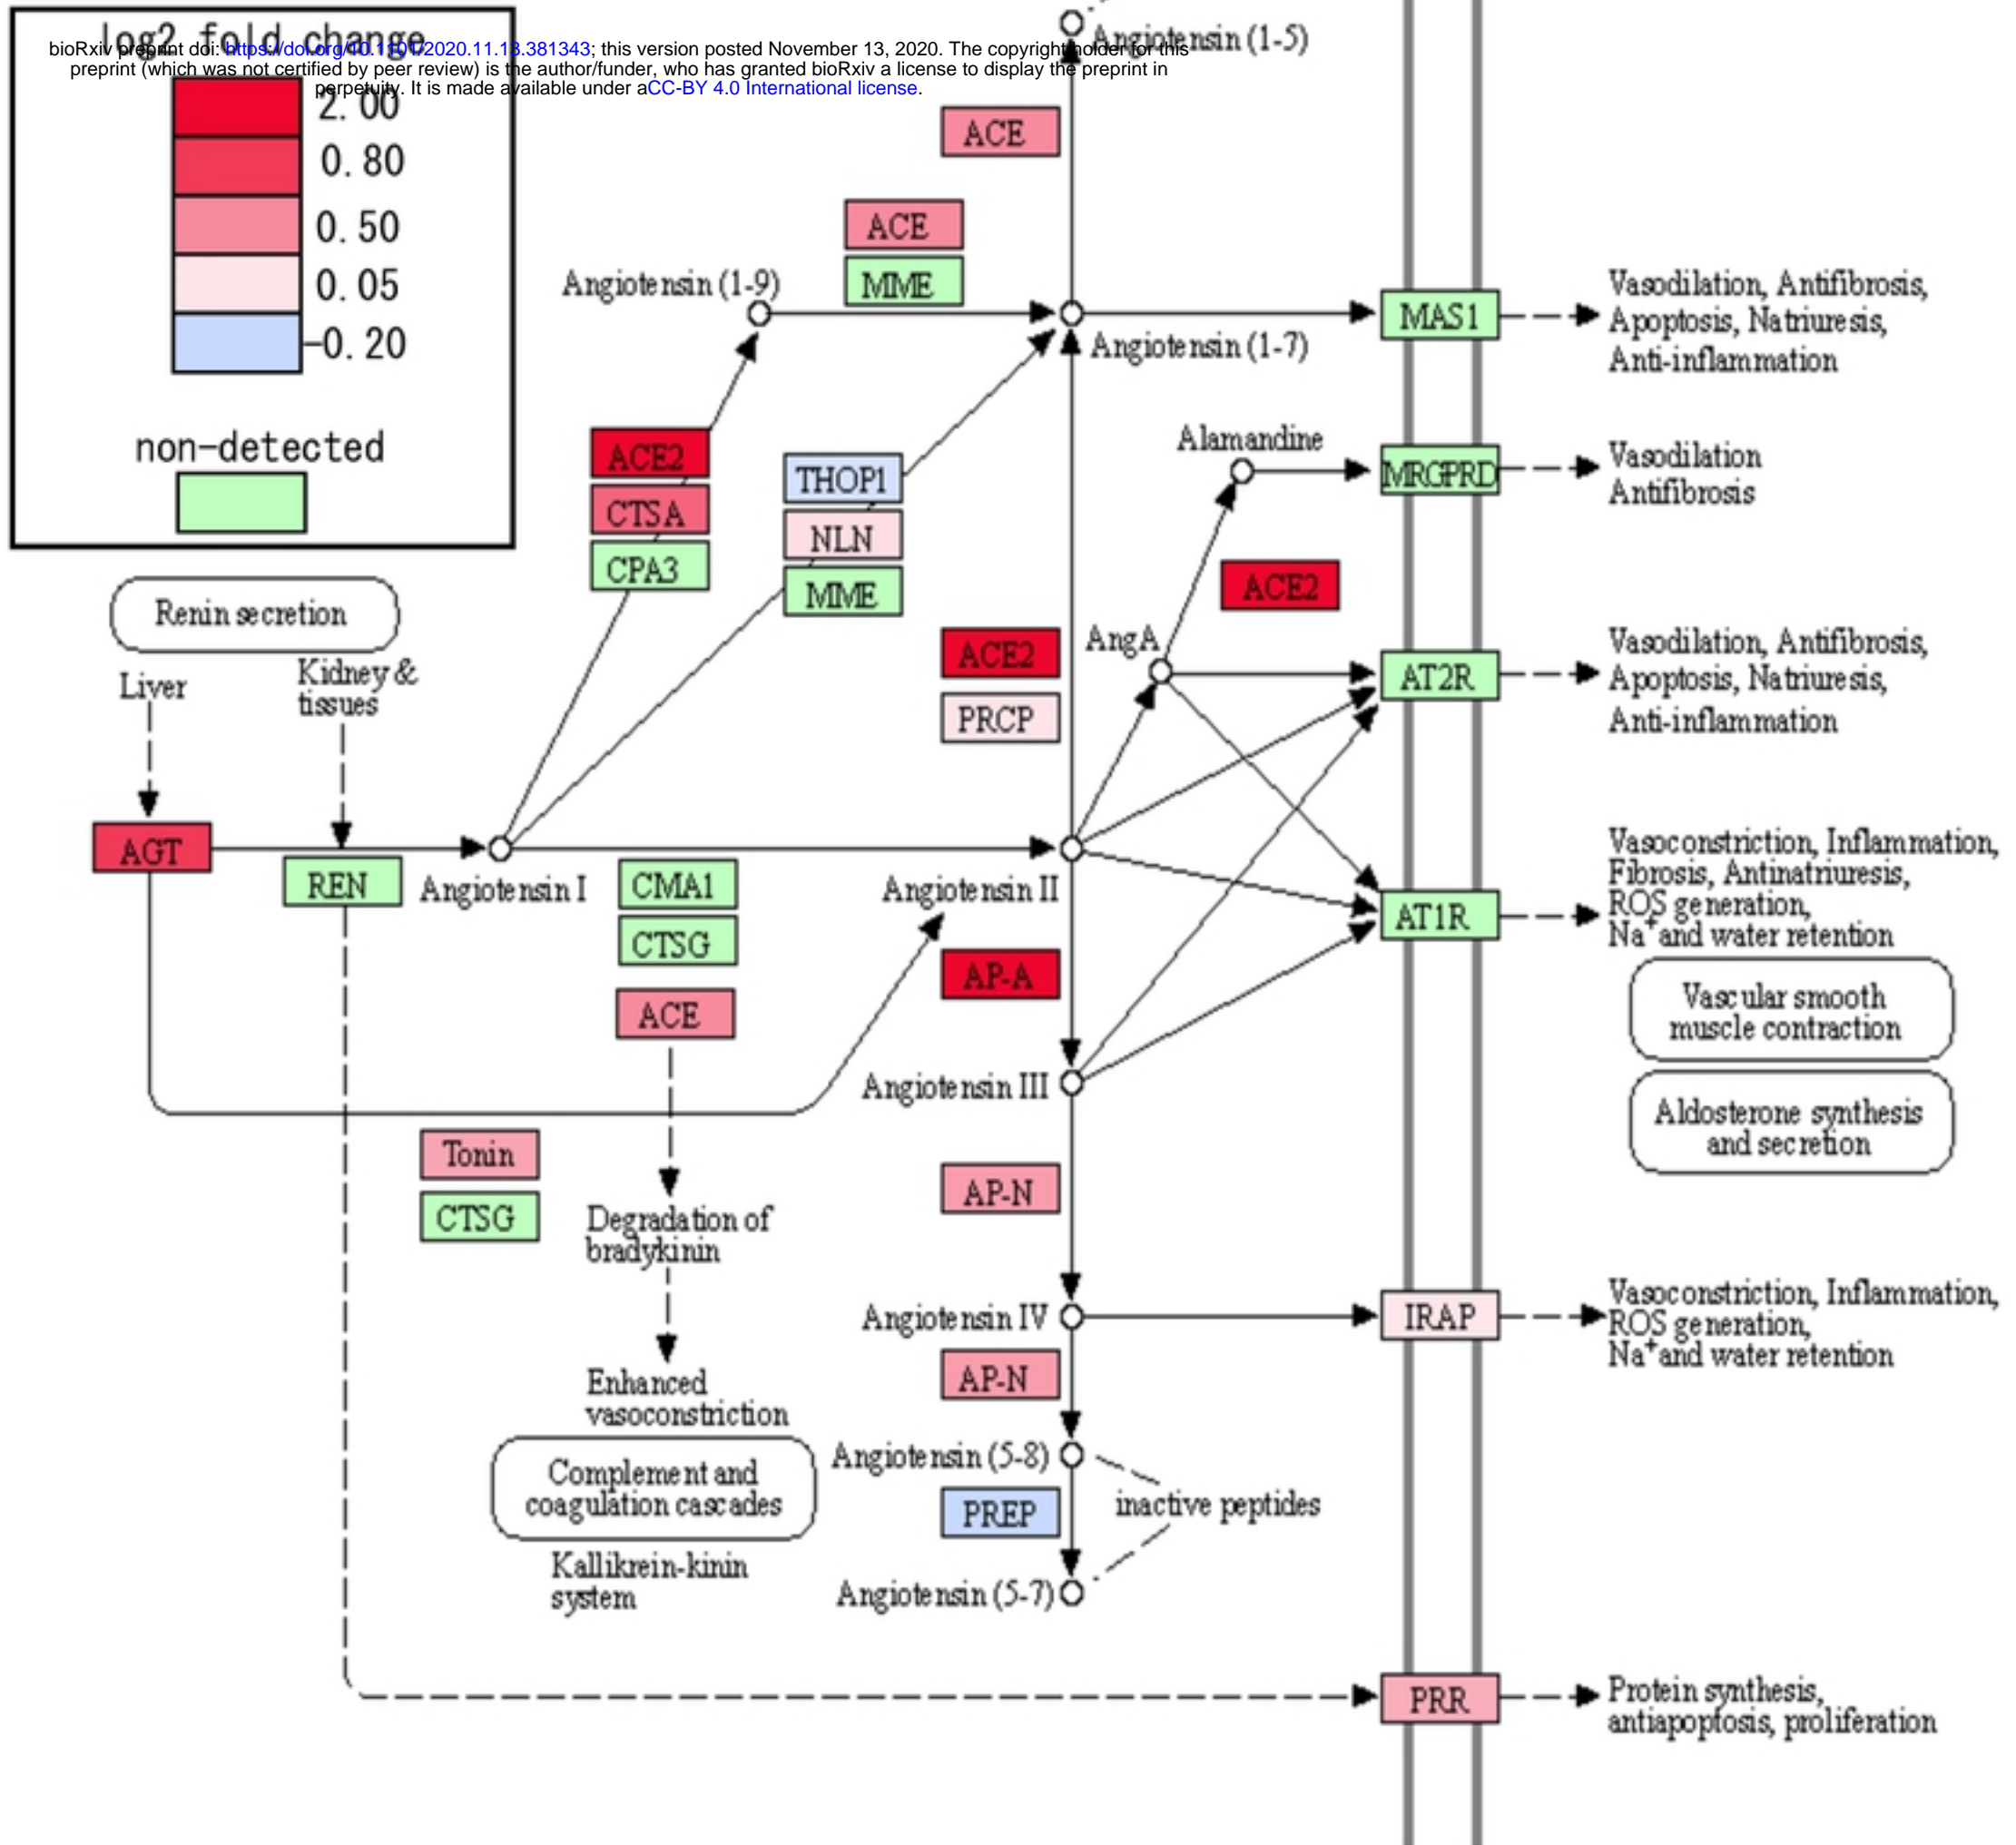 log2 fold change
bioRxiv preprint doi: https://doi.org/10.1101/2020.11.13.381343; this version posted November 13, 2020. The copyright holder for this
preprint (which was not certified by peer review) is the author/funder, who has granted bioRxiv a license to display the preprint in
perpetuity. It is made available under aCC-BY 4.0 International license.
2.00
0.80
0.50
0.05
-0.20
non-detected
Angiotensin (1-5)
ACE
ACE
MME
Angiotensin (1-9)
Angiotensin (1-7)
MAS1
Vasodilation, Antifibrosis,
Apoptosis, Natriuresis,
Anti-inflammation
ACE2
CTSA
CPA3
THOP1
NLN
MME
Alamandine
MRGPRD
Vasodilation
Antifibrosis
ACE2
Renin secretion
Liver
Kidney &
tissues
ACE2
PRCP
AngA
AT2R
Vasodilation, Antifibrosis,
Apoptosis, Natriuresis,
Anti-inflammation
AGT
REN
Angiotensin I
CMA1
CTSG
ACE
Angiotensin II
AP-A
AT1R
Vasoconstriction, Inflammation,
Fibrosis, Antinatriuresis,
ROS generation,
Na+and water retention
Vascular smooth
muscle contraction
Aldosterone synthesis
and secretion
Angiotensin III
Tonin
CTSG
Degradation of
bradykinin
AP-N
Angiotensin IV
IRAP
Vasoconstriction, Inflammation,
ROS generation,
Na+and water retention
Enhanced
vasoconstriction
AP-N
Complement and
coagulation cascades
Kallikrein-kinin
system
Angiotensin (5-8)
PREP
inactive peptides
Angiotensin (5-7)
PRR
Protein synthesis,
antiapoptosis, proliferation